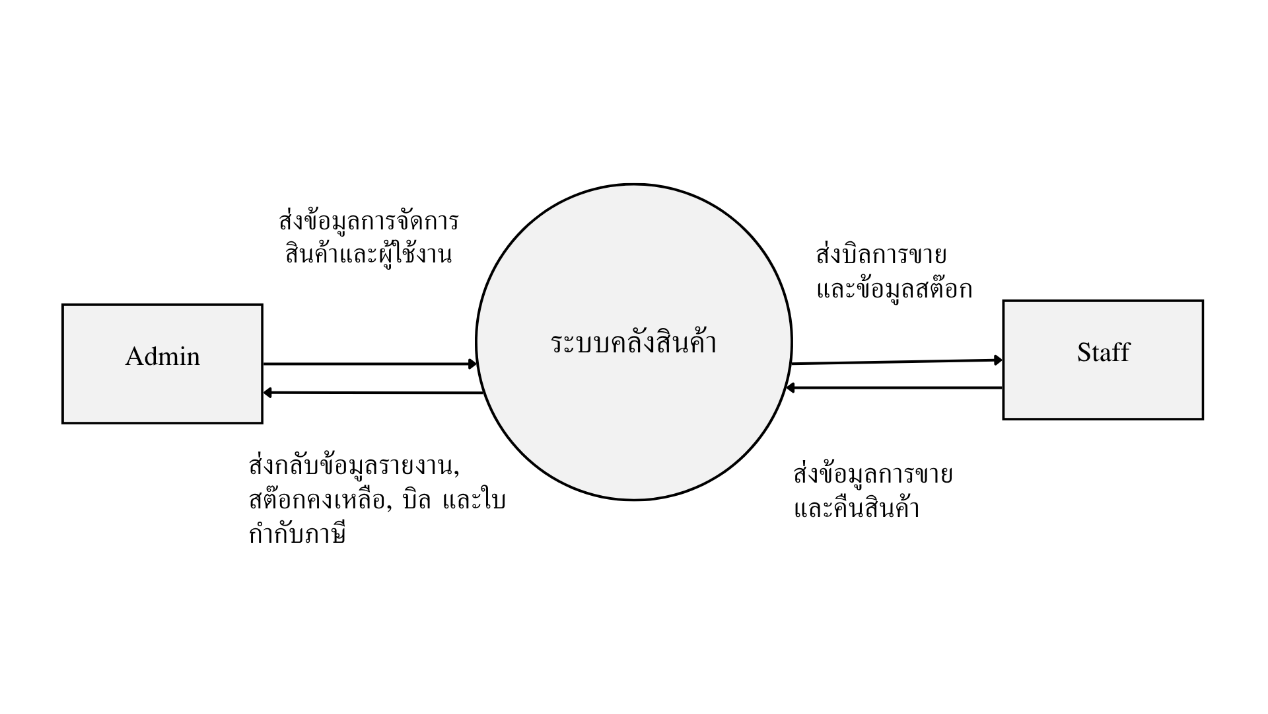 ส่งข้อมูลการจัดการ
สินค้าและผู้ใช้งาน
ส่งบิลการขาย
และข้อมูลสต๊อก
Admin
ระบบคลังสินค้า
Staff
ส่งกลับข้อมูลรายงาน,
สต๊อกคงเหลือ, บิล และใบ
กำกับภาษี
ส่งข้อมูลการขาย
และคืนสินค้า